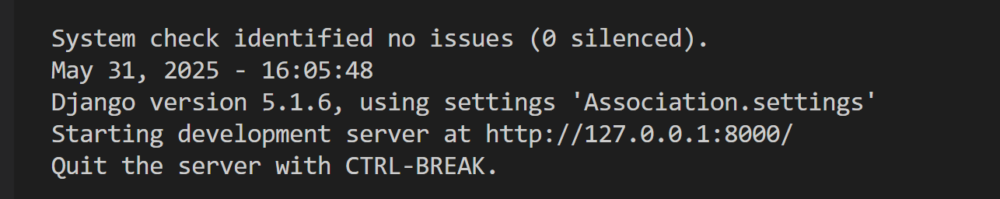 System check identified no issues (0 silenced).
May 31, 2025 - 16:05:48
Django version 5.1.6, using settings 'Association.settings'
Starting development server at http://127.0.0.1:8000/
Quit the server with CTRL-BREAK.